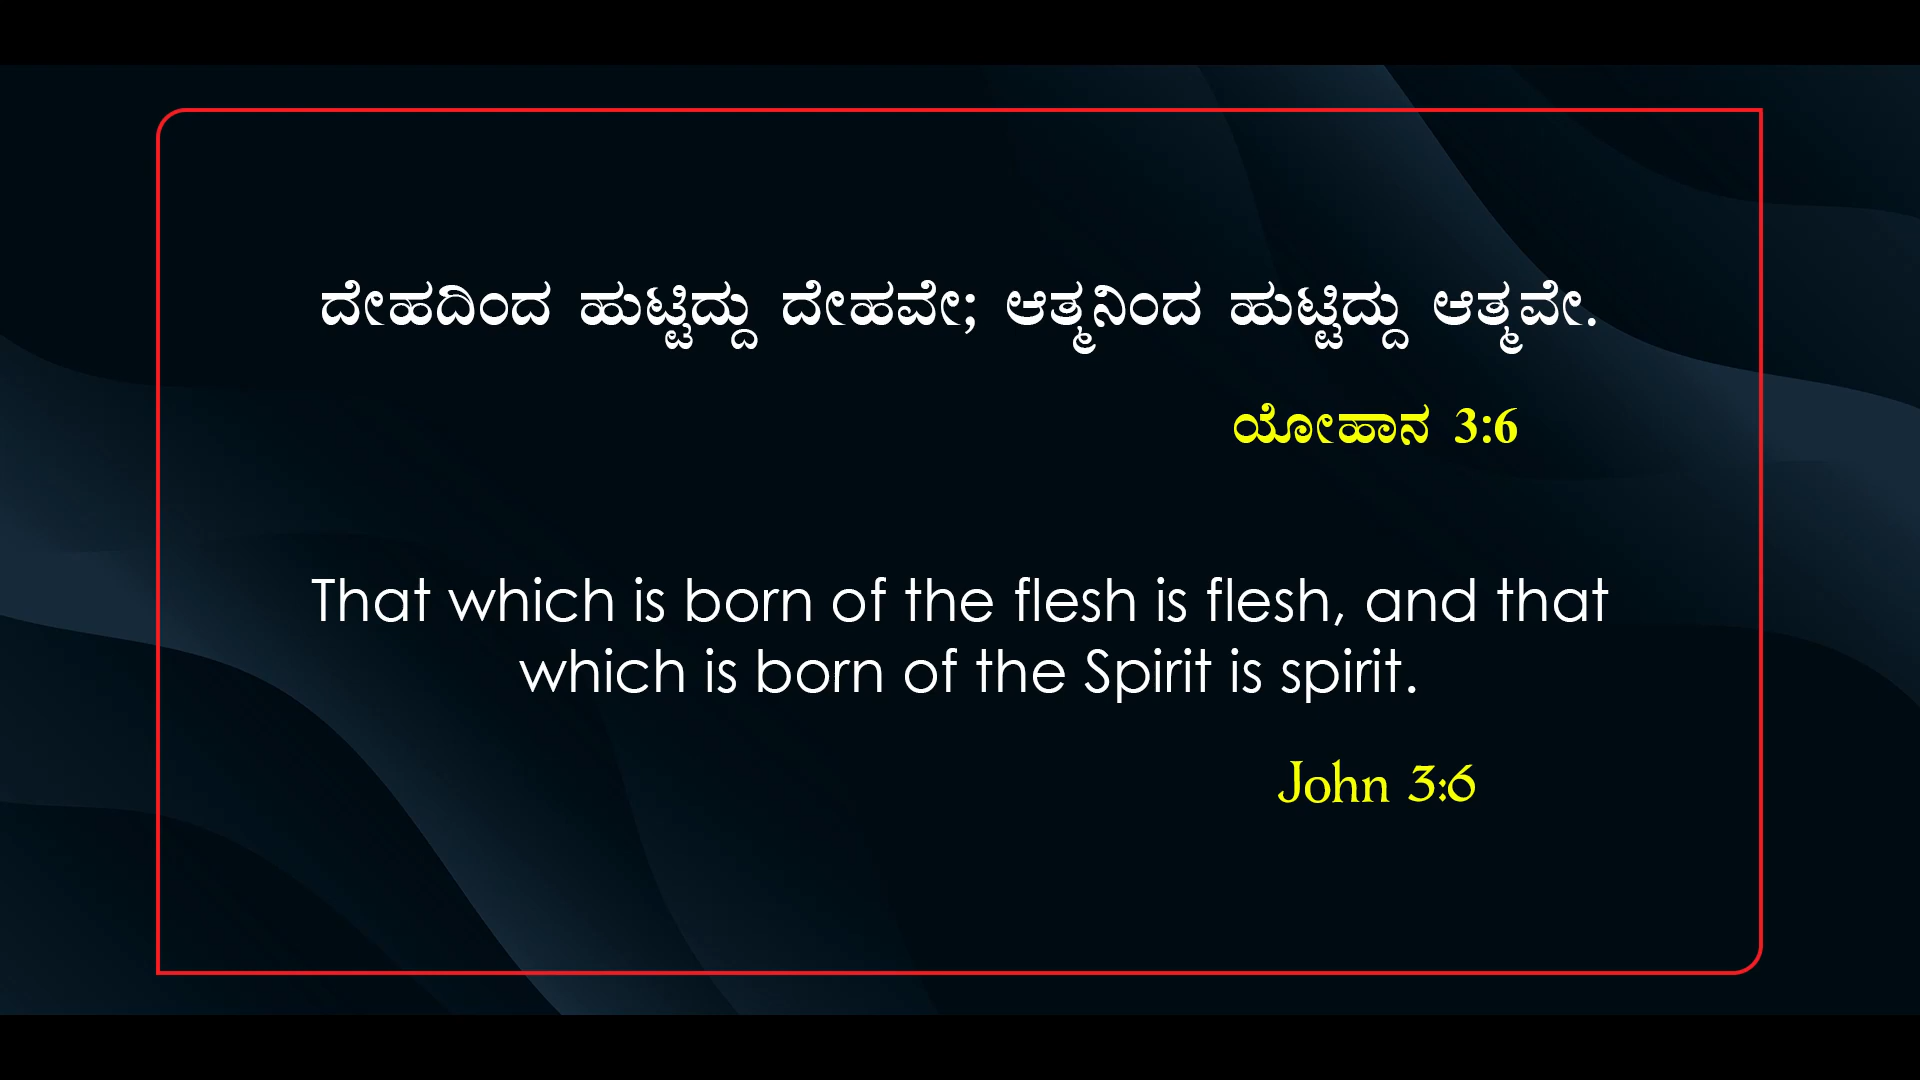 ದೇಹದಿಂದ ಹುಟ್ಟಿದ್ದು ದೇಹವೇ; ಆತ್ಮನಿಂದ ಹುಟ್ಟಿದ್ದು ಆತ್ಮವೇ.
ಯೋಹಾನ 3:6
That which is born of the flesh is flesh, and that
which is born of the Spirit is spirit.
John 3:6